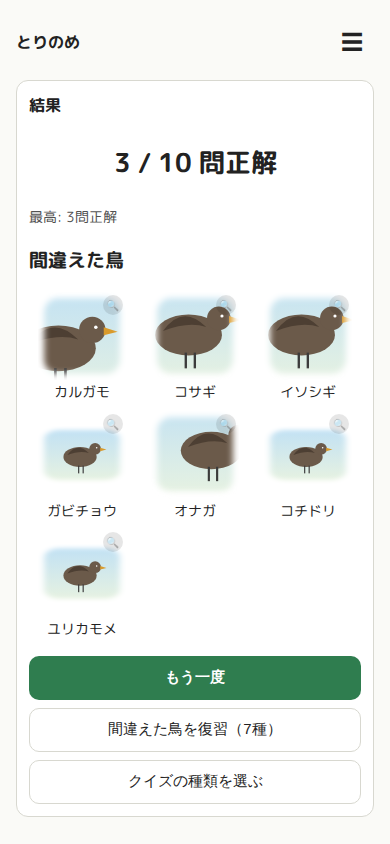 とりのめ
結果
3 / 10 問正解
最高: 3問正解
間違えた鳥
カルガモ
コサギ
イソシギ
ガビチョウ
オナガ
コチドリ
ユリカモメ
もう一度
間違えた鳥を復習（7種）
クイズの種類を選ぶ